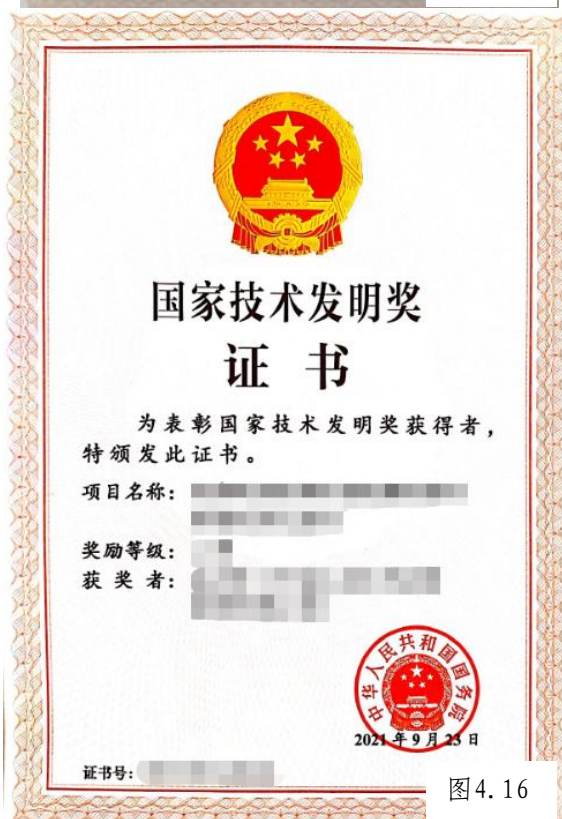 国家技术发明奖
证书
为表彰国家技术发明奖获得者，
特颁发此证书。
项目名称：
奖励等级：
获奖者：
中华人民共和国国务院
2021年9月23日
证书号：
图4.16